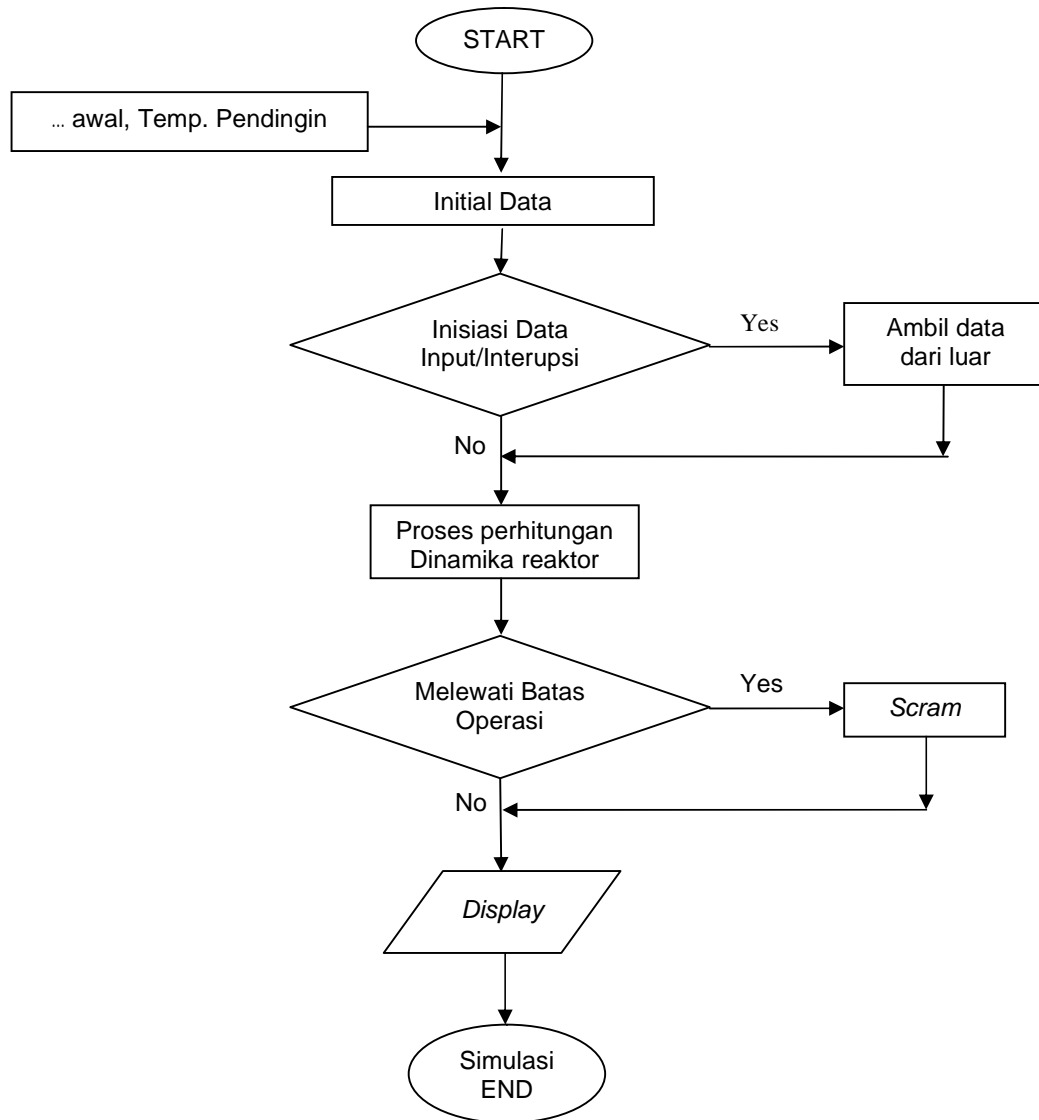 START
... awal, Temp. Pendingin
Initial Data
Inisiasi Data
Input/Interupsi
Yes
Ambil data
dari luar
No
Proses perhitungan
Dinamika reaktor
Melewati Batas
Operasi
Yes
Scram
No
Display
Simulasi
END